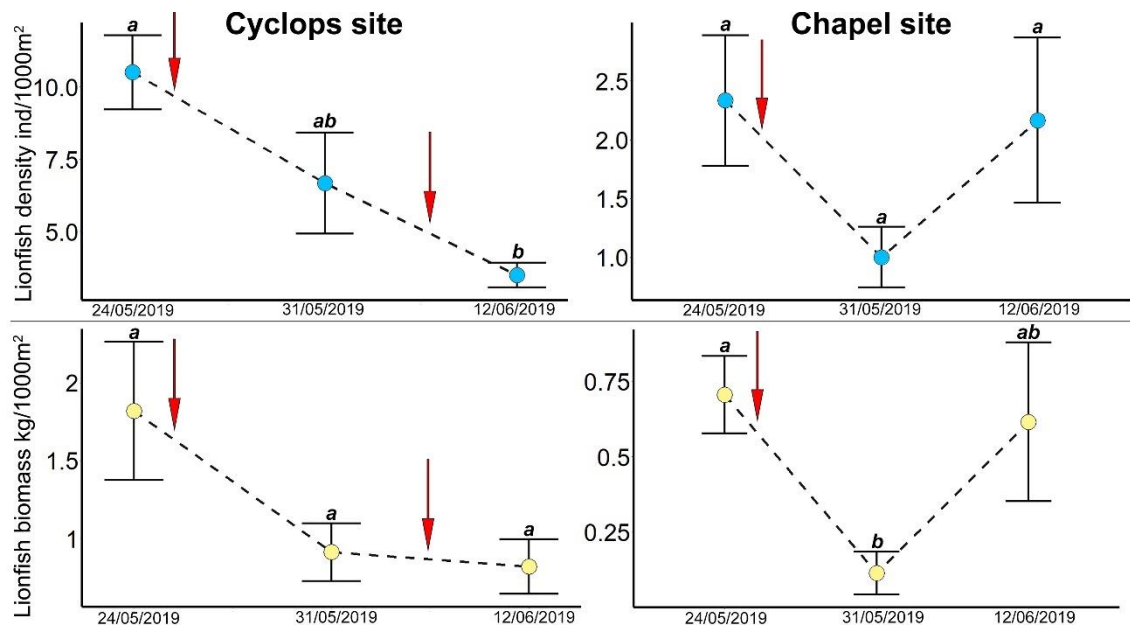 Cyclops site
Lionfish density ind/1000m²
10.0
7.5
5.0
a
ab
b
24/05/2019 31/05/2019 12/06/2019
Chapel site
2.5
2.0
1.5
1.0
a
a
a
24/05/2019 31/05/2019 12/06/2019
Lionfish biomass kg/1000m²
2
1.5
1
a
a
a
24/05/2019 31/05/2019 12/06/2019
0.75
0.5
0.25
a
b
ab
24/05/2019 31/05/2019 12/06/2019